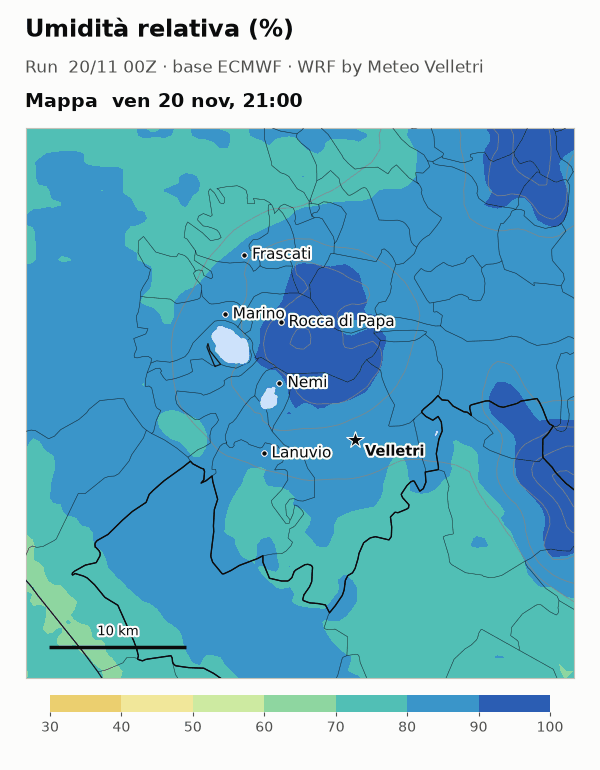 Umidità relativa (%)
Run  20/11 00Z · base ECMWF · WRF by Meteo Velletri
Mappa  ven 20 nov, 21:00
Frascati
Marino
Rocca di Papa
Nemi
Velletri
Lanuvio
10 km
30 40 50 60 70 80 90 100